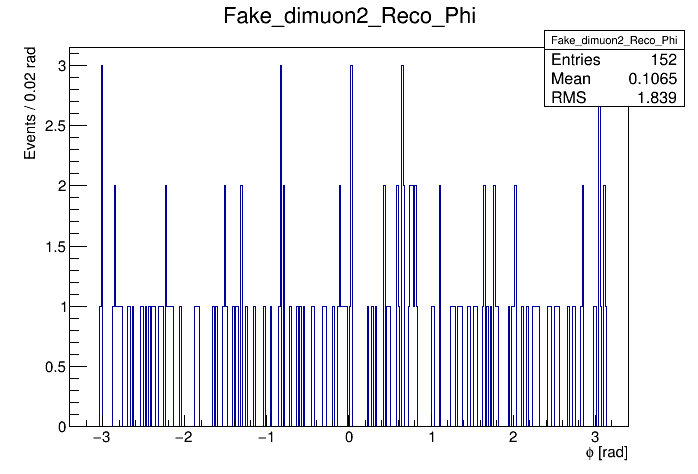 Fake_dimuon2_Reco_Phi
Fake_dimuon2_Reco_Phi
Entries 152
Mean 0.1065
RMS 1.839
Events / 0.02 rad
3
2.5
2
1.5
1
0.5
0
−3 −2 −1 0 1 2 3
ϕ [rad]